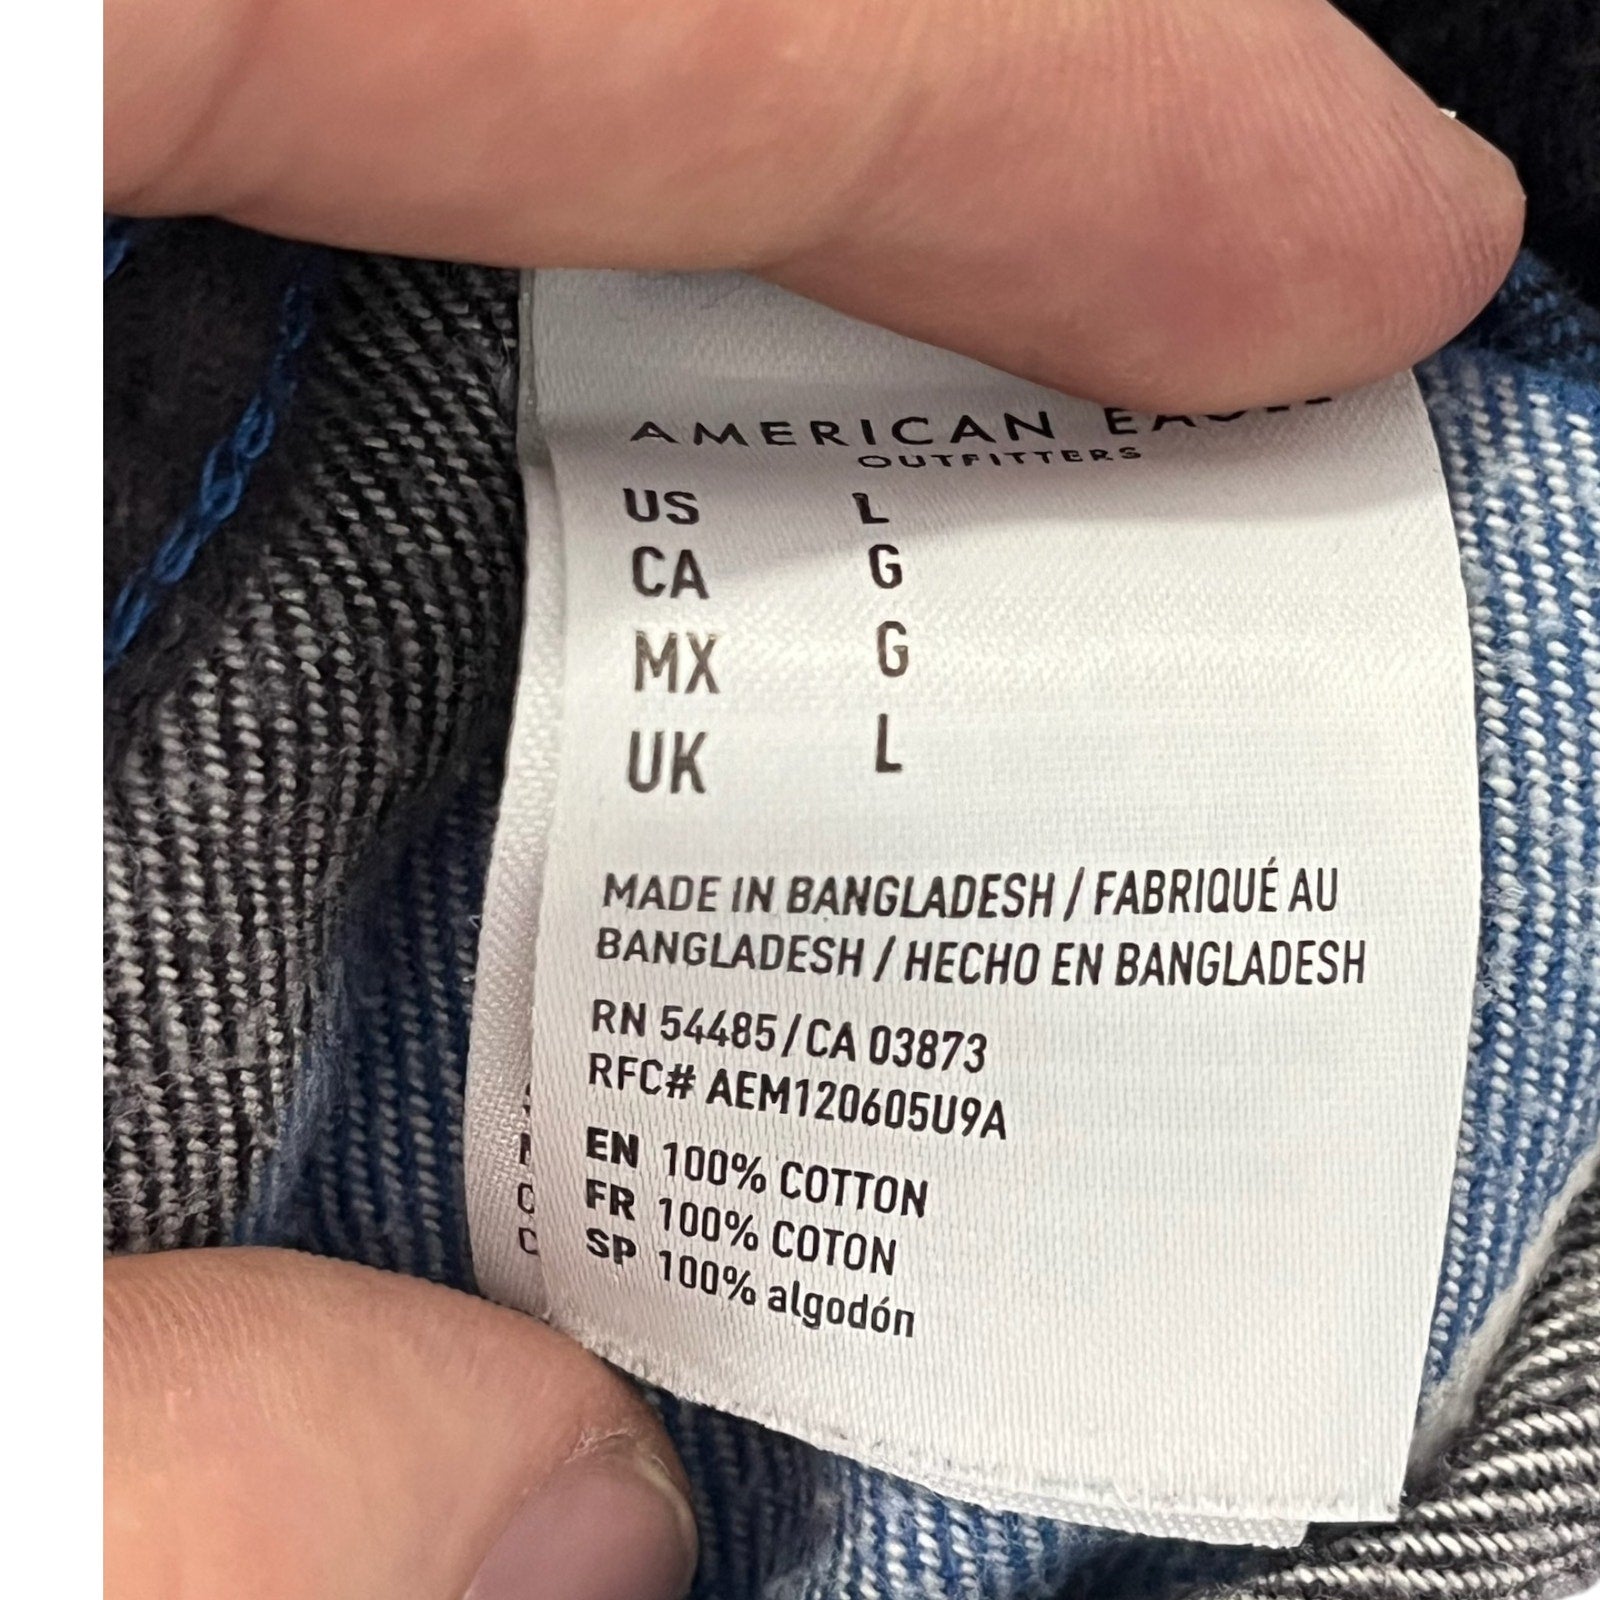 AMERICAN
OUTFITTERS
US L
CA G
MX G
UK L
MADE IN BANGLADESH / FABRIQUÉ AU
BANGLADESH / HECHO EN BANGLADESH
RN 54485/CA 03873
RFC# AEM120605U9A
EN 100% COTTON
FR 100% COTON
SP 100% algodón